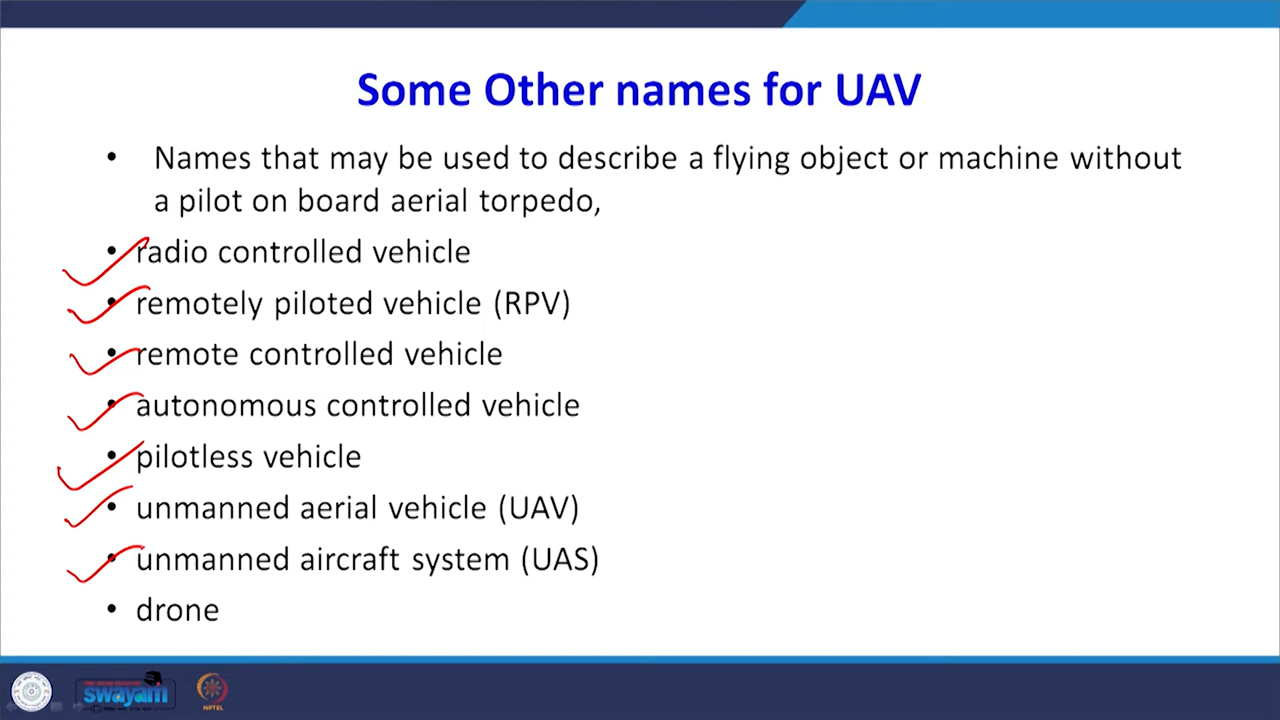 Some Other names for UAV
• Names that may be used to describe a flying object or machine without
a pilot on board aerial torpedo,
• radio controlled vehicle
• remotely piloted vehicle (RPV)
• remote controlled vehicle
• autonomous controlled vehicle
• pilotless vehicle
• unmanned aerial vehicle (UAV)
• unmanned aircraft system (UAS)
• drone
swayam
NPTEL